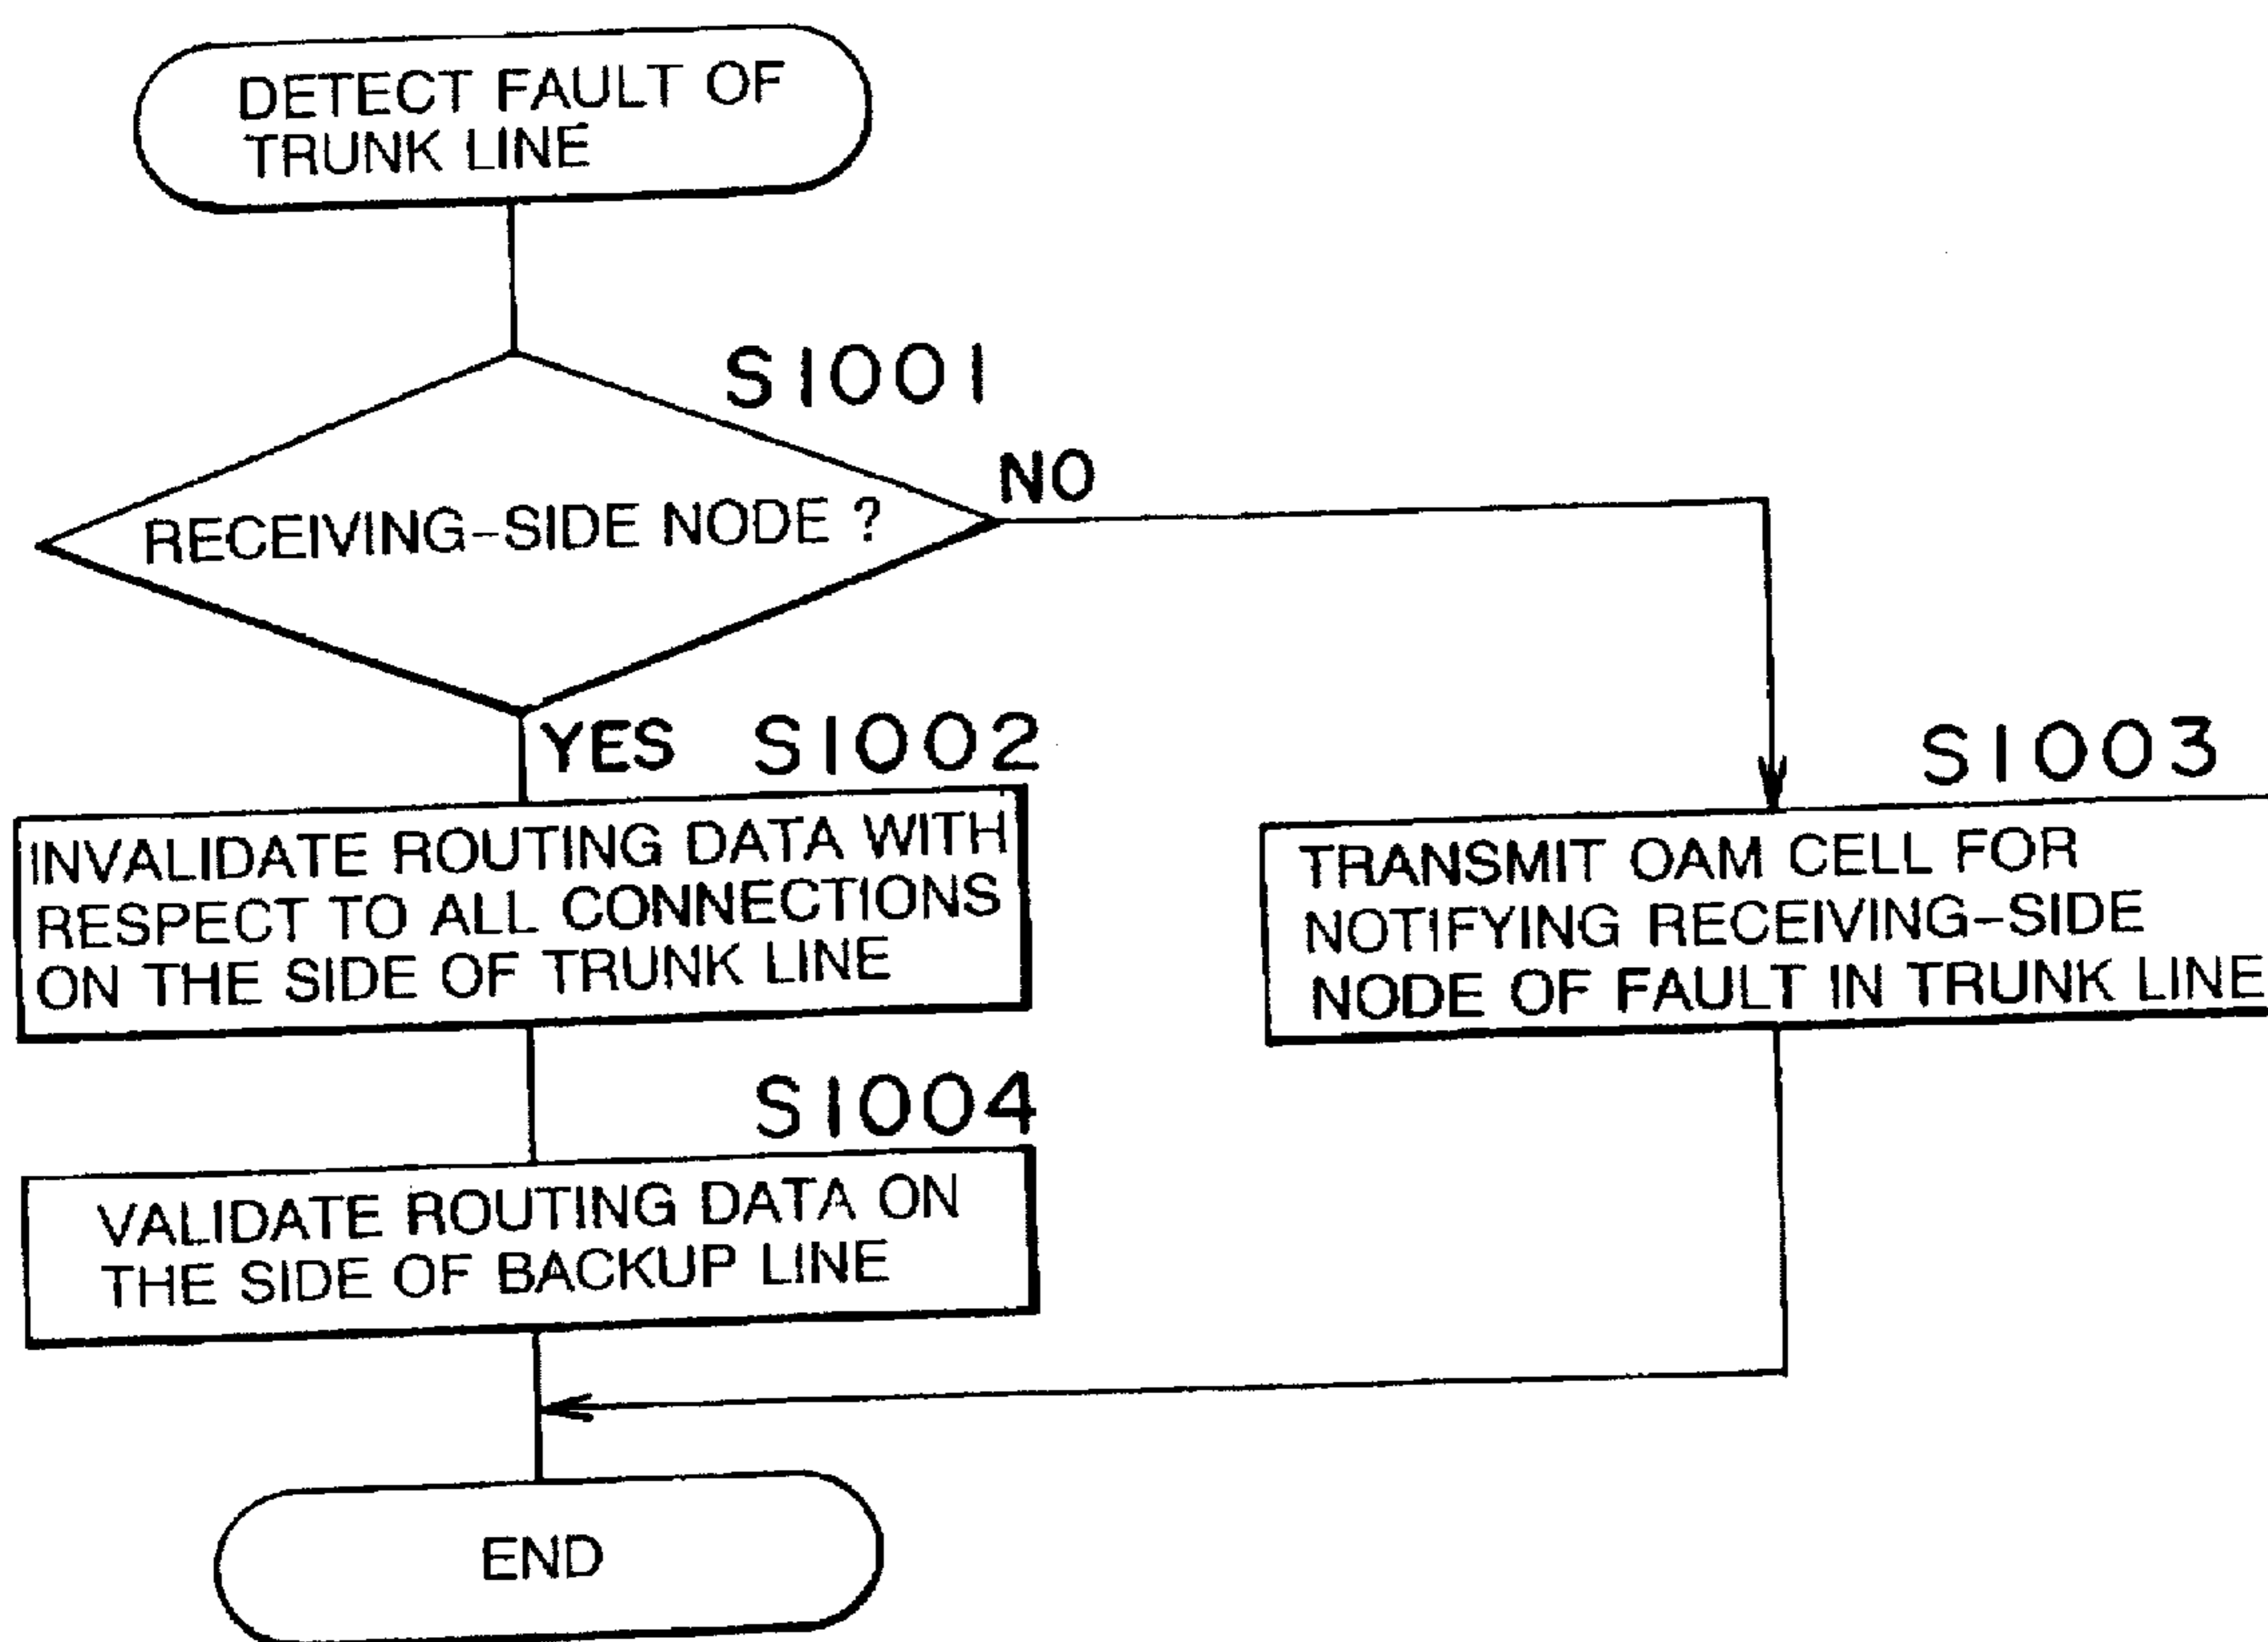 DETECT FAULT OF
TRUNK LINE
S1001
NO
RECEIVING-SIDE NODE ?
YES S1002
INVALIDATE ROUTING DATA WITH
RESPECT TO ALL CONNECTIONS
ON THE SIDE OF TRUNK LINE
S1003
TRANSMIT OAM CELL FOR
NOTIFYING RECEIVING-SIDE
NODE OF FAULT IN TRUNK LINE
S1004
VALIDATE ROUTING DATA ON
THE SIDE OF BACKUP LINE
END